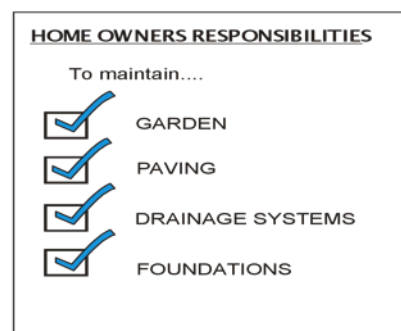 HOME OWNERS RESPONSIBILITIES
To maintain....
GARDEN
PAVING
DRAINAGE SYSTEMS
FOUNDATIONS